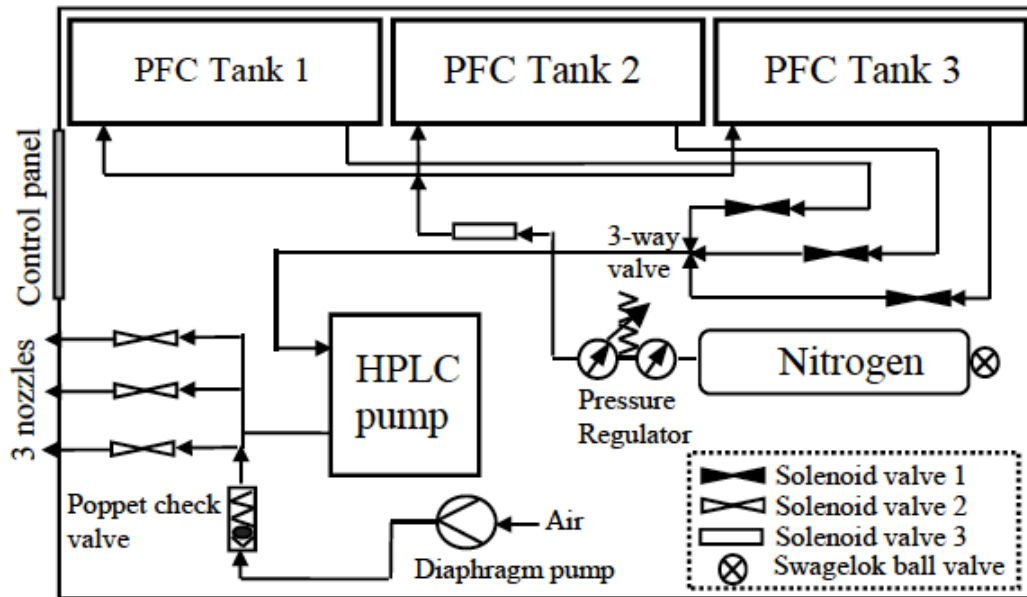 PFC Tank 1
PFC Tank 2
PFC Tank 3
Control panel
3-way
valve
3 nozzles
HPLC
pump
Nitrogen
Pressure
Regulator
Poppet check
valve
Air
Diaphragm pump
Solenoid valve 1
Solenoid valve 2
Solenoid valve 3
Swagelok ball valve